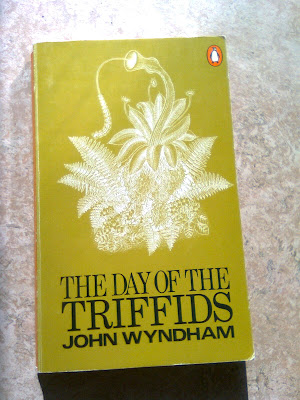 THE DAY OF THE
TRIFFIDS
JOHN WYNDHAM